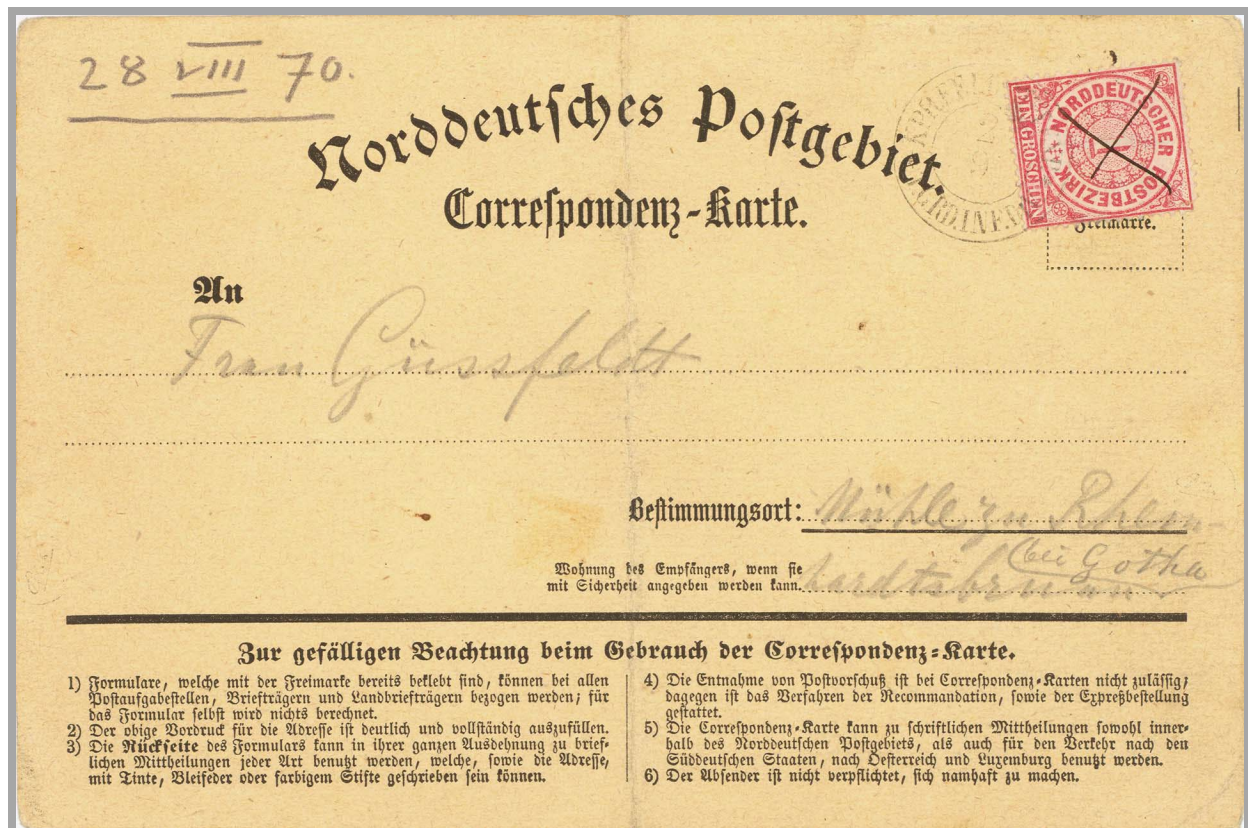 28 VIII 70.
Norddeutsches Postgebiet.
Correspondenz-Karte.
EIN GROSCHEN
NORDDEUTSCHER POSTBEZIRK
1
Freimarke.
An
Frau Güssfeldt
Bestimmungsort: Mühle zu
bei Gotha
Wohnung des Empfängers, wenn sie
mit Sicherheit angegeben werden kann.
Zur gefälligen Beachtung beim Gebrauch der Correspondenz-Karte.
1) Formulare, welche mit der Freimarke bereits beklebt sind, können bei allen
Postaufgabestellen, Briefträgern und Landbriefträgern bezogen werden; für
das Formular selbst wird nichts berechnet.
2) Der obige Vordruck für die Adresse ist deutlich und vollständig auszufüllen.
3) Die Rückseite des Formulars kann in ihrer ganzen Ausdehnung zu brief-
lichen Mittheilungen jeder Art benutzt werden, welche, sowie die Adresse,
mit Tinte, Bleifeder oder farbigem Stifte geschrieben sein können.
4) Die Entnahme von Postvorschuß ist bei Correspondenz-Karten nicht zulässig;
dagegen ist das Verfahren der Recommandation, sowie der Expreßbestellung
gestattet.
5) Die Correspondenz-Karte kann zu schriftlichen Mittheilungen sowohl inner-
halb des Norddeutschen Postgebiets, als auch für den Verkehr nach den
Süddeutschen Staaten, nach Oesterreich und Luxemburg benutzt werden.
6) Der Absender ist nicht verpflichtet, sich namhaft zu machen.